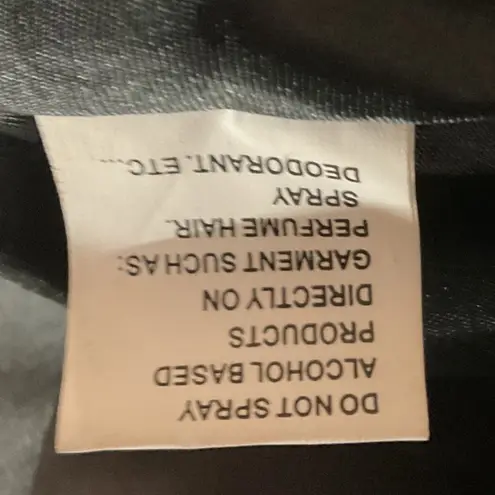 DO NOT SPRAY
ALCOHOL BASED
PRODUCTS
DIRECTLY ON
GARMENT SUCH AS:
PERFUME HAIR.
SPRAY
DEODORANT. ETC...